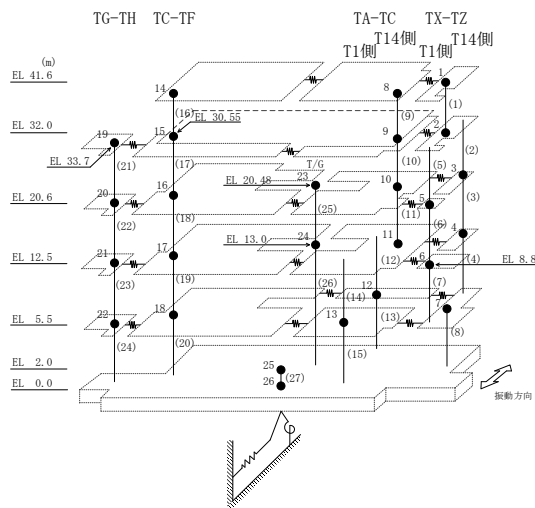 TG-TH TC-TF TA-TC TX-TZ
T14側 T14側
T1側 T1側
(m)
EL 41.6
14 8 1
(16) EL 30.55 (9) (1)
EL 32.0
19 15 9 2
EL 33.7 (21) (17) (10) (2)
T/G
EL 20.6
20 16 EL 20.48 23 10 (5) 3
(22) (18) (25) (11) 5 (3)
EL 12.5
21 17 EL 13.0 24 11 (6) 4
(23) (19) (12) 6 (4) EL 8.8
(26) (14) 12 (7)
EL 5.5
22 18 13 (13) 7
(24) (20) (15) (8)
EL 2.0
25
EL 0.0
26 (27)
振動方向